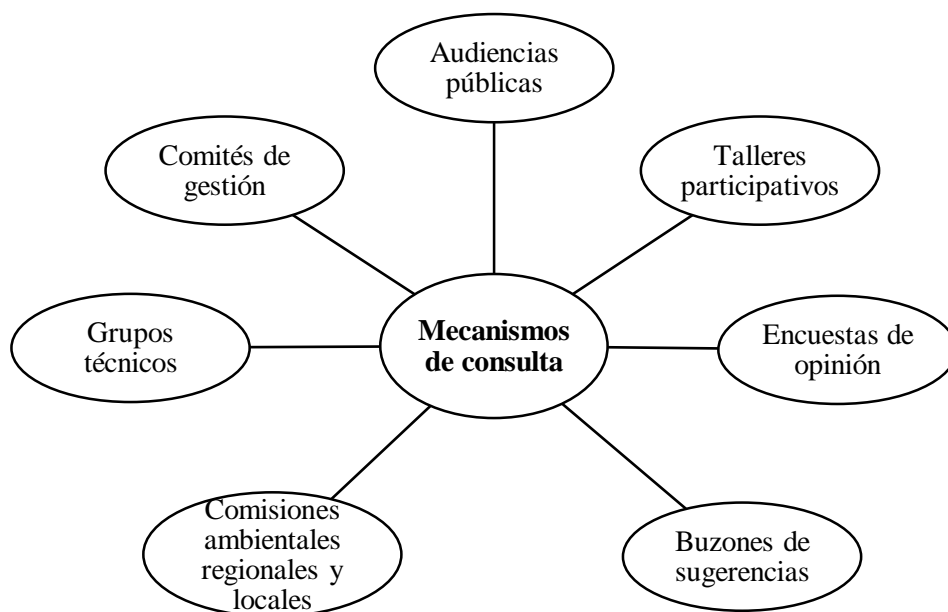 Audiencias
públicas
Comités de
gestión
Talleres
participativos
Grupos
técnicos
Mecanismos
de consulta
Encuestas de
opinión
Comisiones
ambientales
regionales y
locales
Buzones de
sugerencias